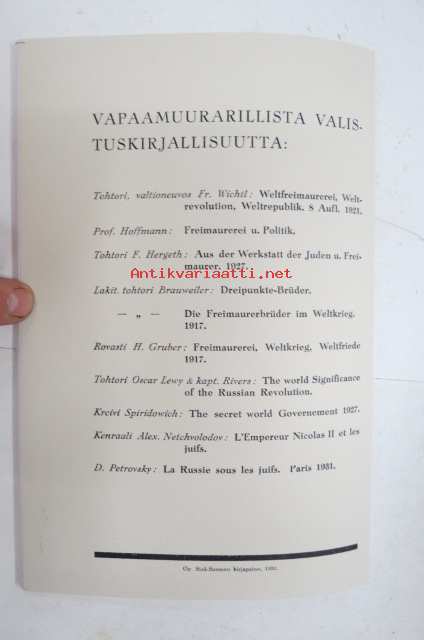 VAPAAMUURARILLISTA VALIS-
TUSKIRJALLISUUTTA:
Tohtori, valtioneuvos Fr. Wichtl: Weltfreimaurerei, Welt-
revolution, Weltrepublik. 8 Aufl. 1921.
Prof. Hoffmann: Freimaurerei u. Politik.
Tohtori F. Hergeth: Aus der Werkstatt der Juden u. Frei-
maurer. 1927.
Antikvariaatti.net
Lakit. tohtori Brauweiler: Dreipunkte-Brüder.
— „ — Die Freimaurerbrüder im Weltkrieg.
1917.
Rovasti H. Gruber: Freimaurerei, Weltkrieg, Weltfriede
1917.
Tohtori Oscar Lewy & kapt. Rivers: The world Significance
of the Russian Revolution.
Kreivi Spiridowich: The secret world Governement 1927.
Kenraali Alex. Netchvolodov: L'Empereur Nicolas II et les
juifs.
D. Petrovsky: La Russie sous les juifs. Paris 1931.
Oy. Sisä-Suomen kirjapaino,